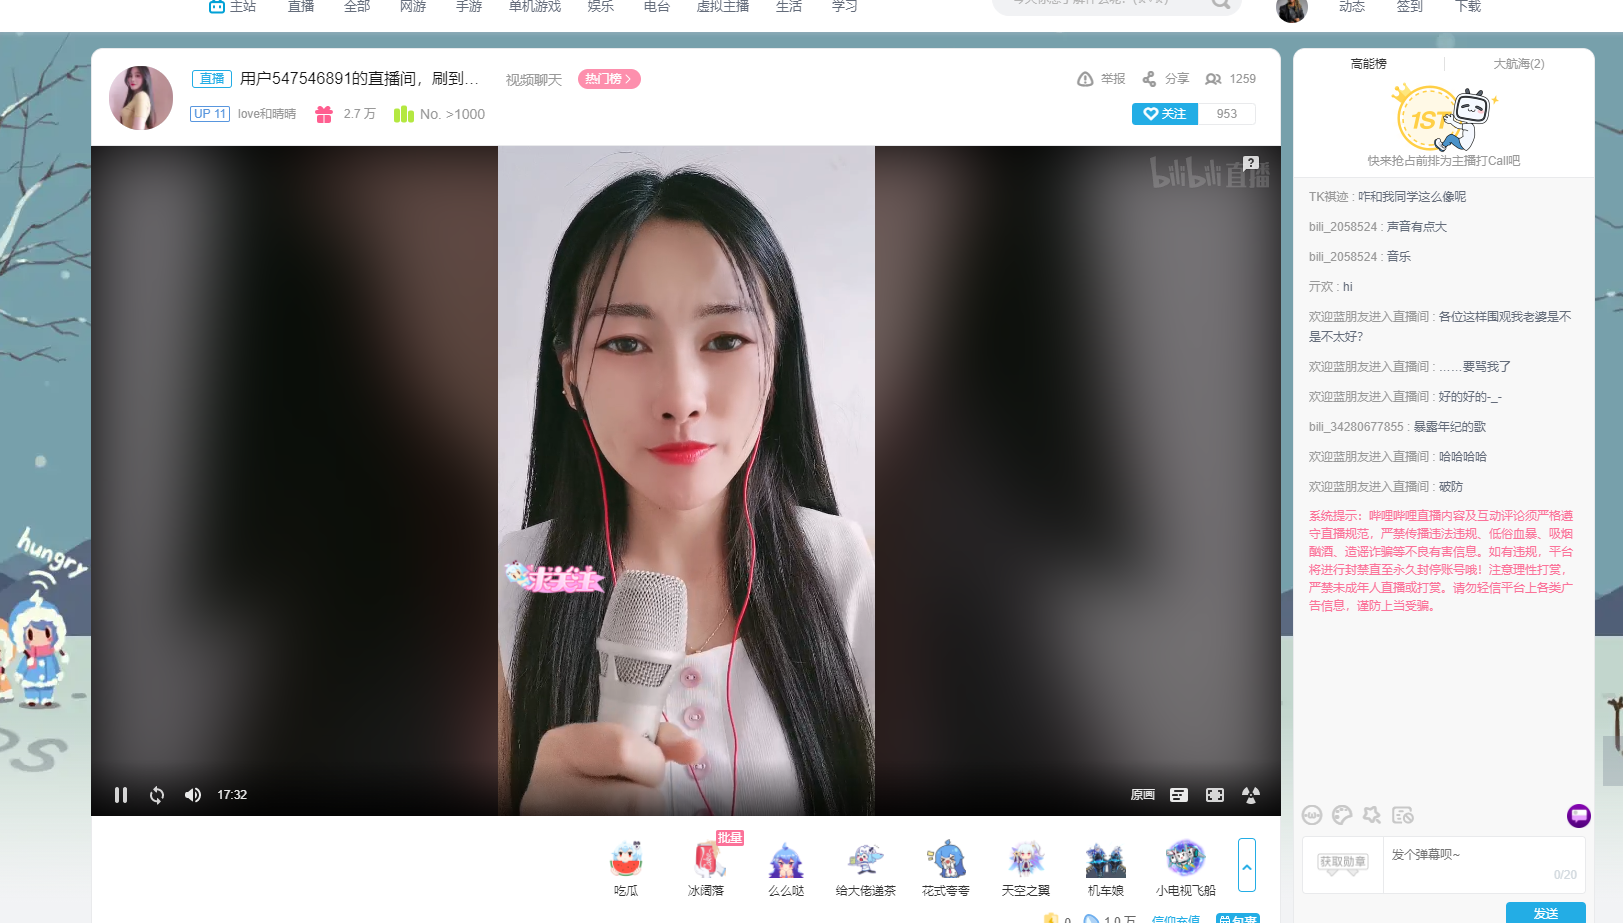 主站 直播 全部 网游 手游 单机游戏 娱乐 电台 虚拟主播 生活 学习
动态 签到 下载
直播 用户547546891的直播间，刷到... 视频聊天 热门榜
举报 分享 1259
UP 11 love和晴晴 2.7 万 No. >1000
关注 953
bilibili 直播
?
求关注
17:32
原画
批量
吃瓜 冰阔落 么么哒 给大佬递茶 花式夸夸 天空之翼 机车娘 小电视飞船
0 1.0 万 信仰充值 包裹
高能榜 大航海(2)
1ST
快来抢占前排为主播打Call吧
TK祺迹 : 咋和我同学这么像呢
bili_2058524 : 声音有点大
bili_2058524 : 音乐
亓欢 : hi
欢迎蓝朋友进入直播间 : 各位这样围观我老婆是不
是不太好？
欢迎蓝朋友进入直播间 : ……要骂我了
欢迎蓝朋友进入直播间 : 好的好的-_-
bili_34280677855 : 暴露年纪的歌
欢迎蓝朋友进入直播间 : 哈哈哈哈
欢迎蓝朋友进入直播间 : 破防
系统提示：哔哩哔哩直播内容及互动评论须严格遵
守直播规范，严禁传播违法违规、低俗血暴、吸烟
酗酒、造谣诈骗等不良有害信息。如有违规，平台
将进行封禁直至永久封停账号哦！注意理性打赏，
严禁未成年人直播或打赏。请勿轻信平台上各类广
告信息，谨防上当受骗。
获取勋章 发个弹幕呗~
0/20
发送
hungry